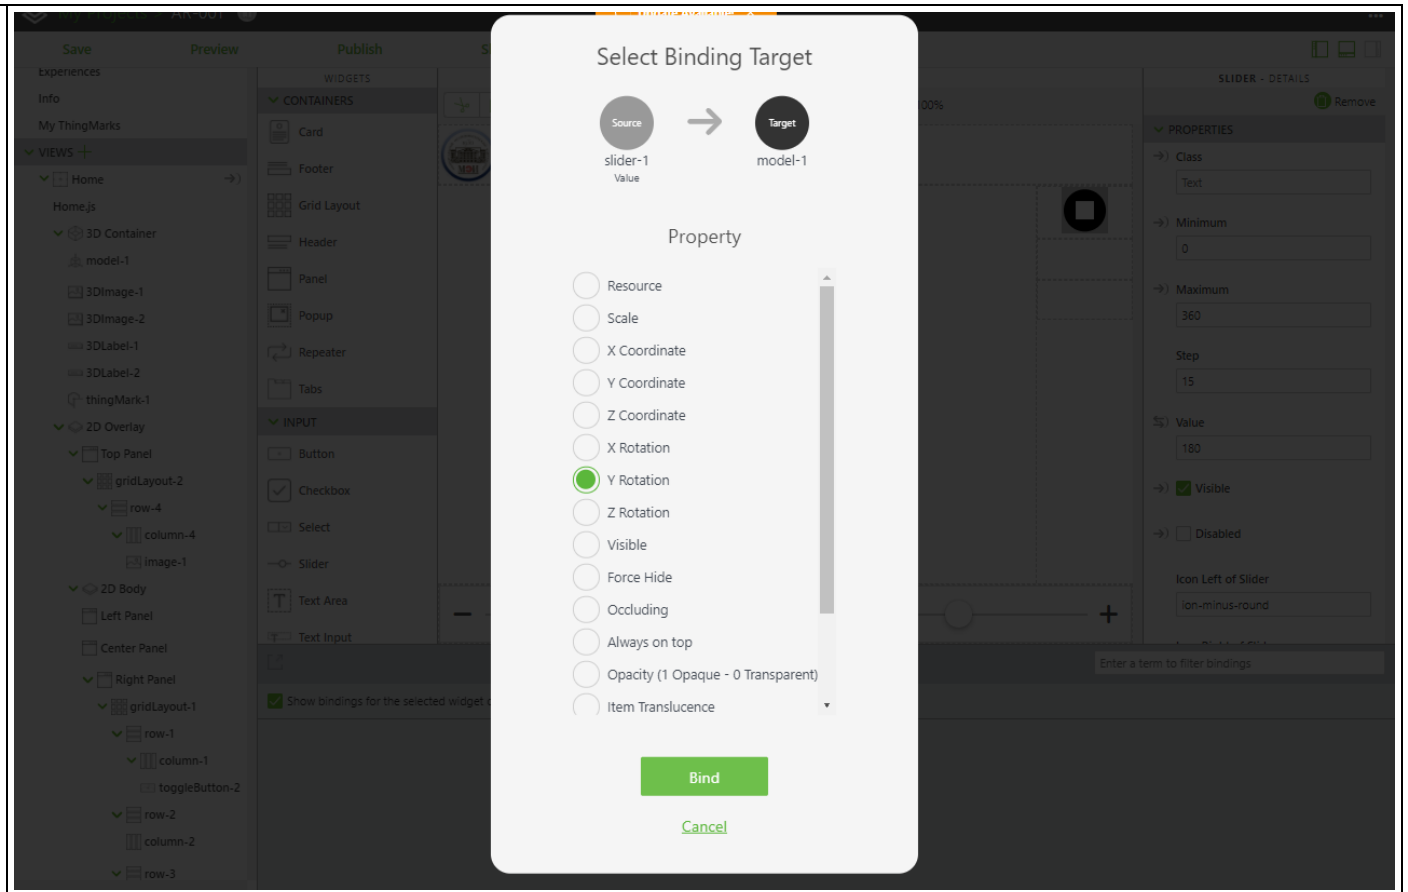 My Projects > AR-001
Update Available
Save
Preview
Publish
Experiences
Info
My ThingMarks
VIEWS
Home
Home.js
3D Container
model-1
3DImage-1
3DImage-2
3DLabel-1
3DLabel-2
thingMark-1
2D Overlay
Top Panel
gridLayout-2
row-4
column-4
image-1
2D Body
Left Panel
Center Panel
Right Panel
gridLayout-1
row-1
column-1
toggleButton-2
row-2
column-2
row-3
WIDGETS
CONTAINERS
Card
Footer
Grid Layout
Header
Panel
Popup
Repeater
Tabs
INPUT
Button
Checkbox
Select
Slider
Text Area
Text Input
Show bindings for the selected widget
Select Binding Target
Source
Target
slider-1
model-1
Value
Property
Resource
Scale
X Coordinate
Y Coordinate
Z Coordinate
X Rotation
Y Rotation
Z Rotation
Visible
Force Hide
Occluding
Always on top
Opacity (1 Opaque - 0 Transparent)
Item Translucence
Bind
Cancel
100%
Enter a term to filter bindings
SLIDER - DETAILS
Remove
PROPERTIES
Class
Text
Minimum
0
Maximum
360
Step
15
Value
180
Visible
Disabled
Icon Left of Slider
ion-minus-round